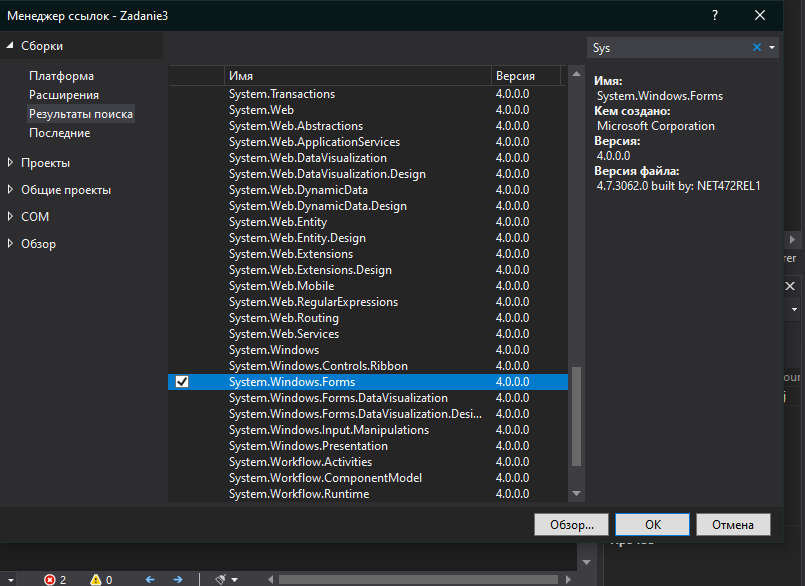 Менеджер ссылок - Zadanie3
?
Сборки
Платформа
Расширения
Результаты поиска
Последние
Проекты
Общие проекты
COM
Обзор
Имя Версия
System.Transactions 4.0.0.0
System.Web 4.0.0.0
System.Web.Abstractions 4.0.0.0
System.Web.ApplicationServices 4.0.0.0
System.Web.DataVisualization 4.0.0.0
System.Web.DataVisualization.Design 4.0.0.0
System.Web.DynamicData 4.0.0.0
System.Web.DynamicData.Design 4.0.0.0
System.Web.Entity 4.0.0.0
System.Web.Entity.Design 4.0.0.0
System.Web.Extensions 4.0.0.0
System.Web.Extensions.Design 4.0.0.0
System.Web.Mobile 4.0.0.0
System.Web.RegularExpressions 4.0.0.0
System.Web.Routing 4.0.0.0
System.Web.Services 4.0.0.0
System.Windows 4.0.0.0
System.Windows.Controls.Ribbon 4.0.0.0
System.Windows.Forms 4.0.0.0
System.Windows.Forms.DataVisualization 4.0.0.0
System.Windows.Forms.DataVisualization.Desi... 4.0.0.0
System.Windows.Input.Manipulations 4.0.0.0
System.Windows.Presentation 4.0.0.0
System.Workflow.Activities 4.0.0.0
System.Workflow.ComponentModel 4.0.0.0
System.Workflow.Runtime 4.0.0.0
Sys
Имя:
System.Windows.Forms
Кем создано:
Microsoft Corporation
Версия:
4.0.0.0
Версия файла:
4.7.3062.0 built by: NET472REL1
Обзор... OK Отмена
2 0